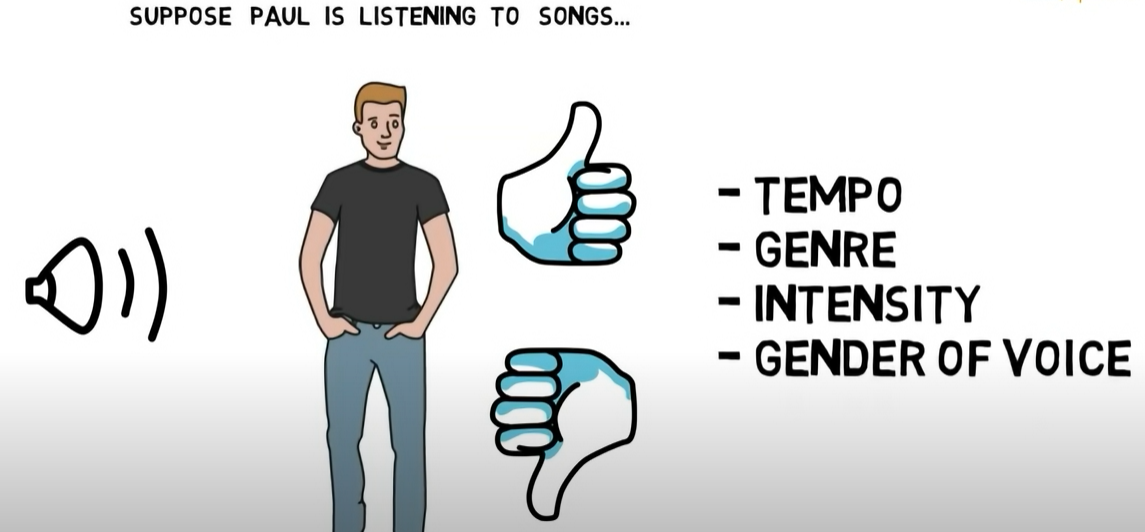 SUPPOSE PAUL IS LISTENING TO SONGS...
- TEMPO
- GENRE
- INTENSITY
- GENDER OF VOICE